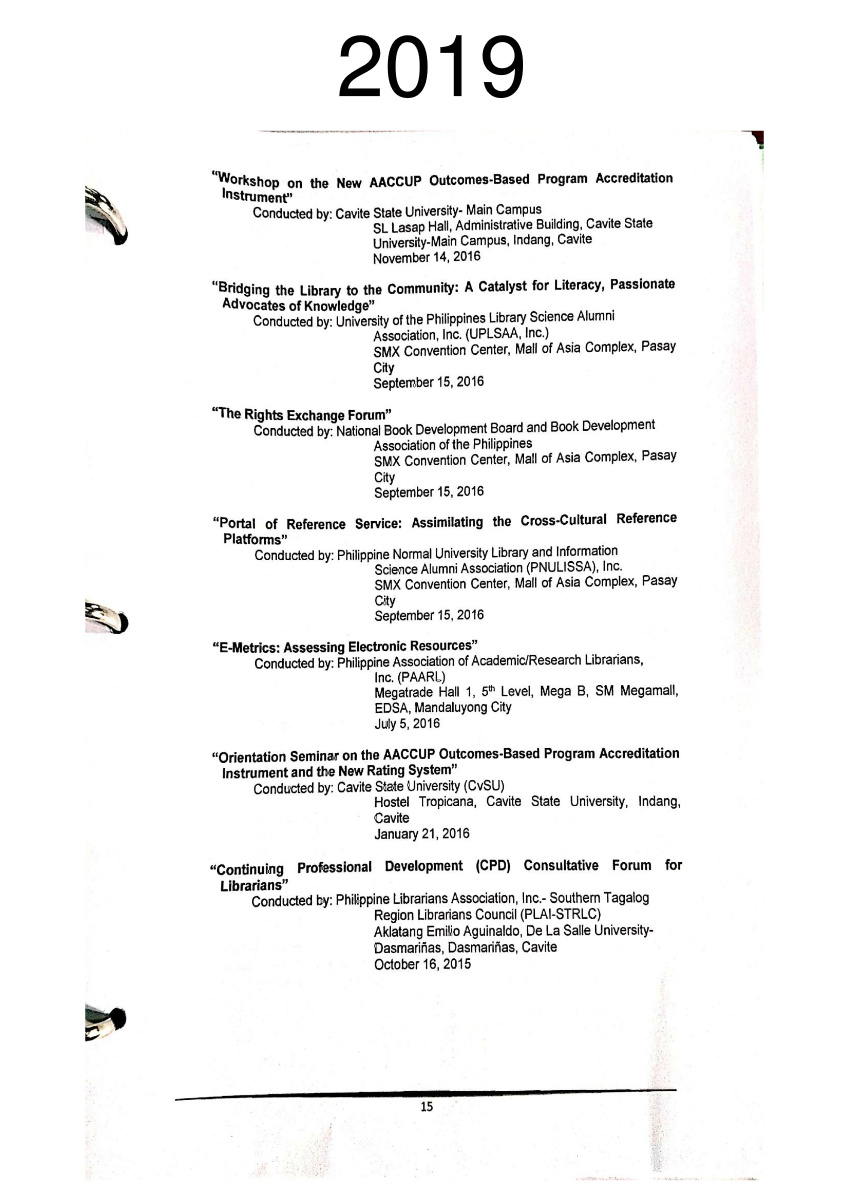 2019
“Workshop on the New AACCUP Outcomes-Based Program Accreditation
Instrument”
Conducted by: Cavite State University- Main Campus
SL Lasap Hall, Administrative Building, Cavite State
University-Main Campus, Indang, Cavite
November 14, 2016
“Bridging the Library to the Community: A Catalyst for Literacy, Passionate
Advocates of Knowledge”
Conducted by: University of the Philippines Library Science Alumni
Association, Inc. (UPLSAA, Inc.)
SMX Convention Center, Mall of Asia Complex, Pasay
City
September 15, 2016
“The Rights Exchange Forum”
Conducted by: National Book Development Board and Book Development
Association of the Philippines
SMX Convention Center, Mall of Asia Complex, Pasay
City
September 15, 2016
“Portal of Reference Service: Assimilating the Cross-Cultural Reference
Platforms”
Conducted by: Philippine Normal University Library and Information
Science Alumni Association (PNULISSA), Inc.
SMX Convention Center, Mall of Asia Complex, Pasay
City
September 15, 2016
“E-Metrics: Assessing Electronic Resources”
Conducted by: Philippine Association of Academic/Research Librarians,
Inc. (PAARL)
Megatrade Hall 1, 5th Level, Mega B, SM Megamall,
EDSA, Mandaluyong City
July 5, 2016
“Orientation Seminar on the AACCUP Outcomes-Based Program Accreditation
Instrument and the New Rating System”
Conducted by: Cavite State University (CvSU)
Hostel Tropicana, Cavite State University, Indang,
Cavite
January 21, 2016
“Continuing Professional Development (CPD) Consultative Forum for
Librarians”
Conducted by: Philippine Librarians Association, Inc.- Southern Tagalog
Region Librarians Council (PLAI-STRLC)
Aklatang Emilio Aguinaldo, De La Salle University-
Dasmariñas, Dasmariñas, Cavite
October 16, 2015
15